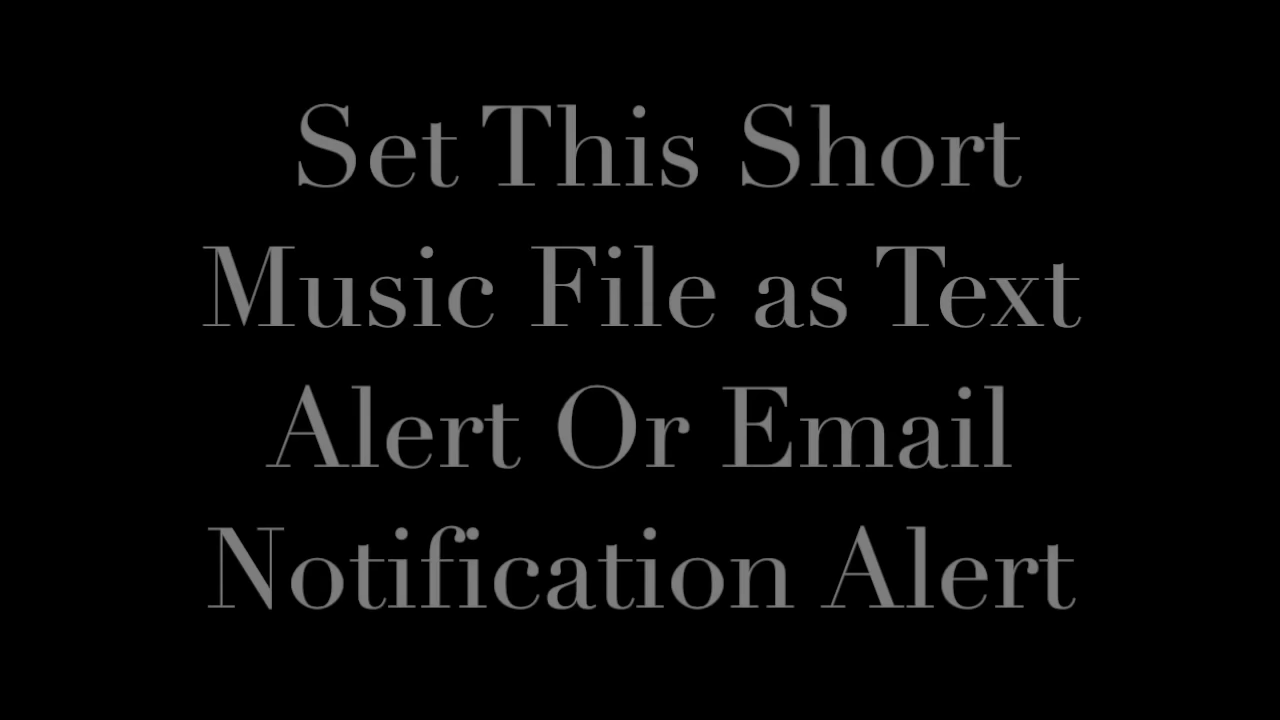 Set This Short
Music File as Text
Alert Or Email
Notification Alert